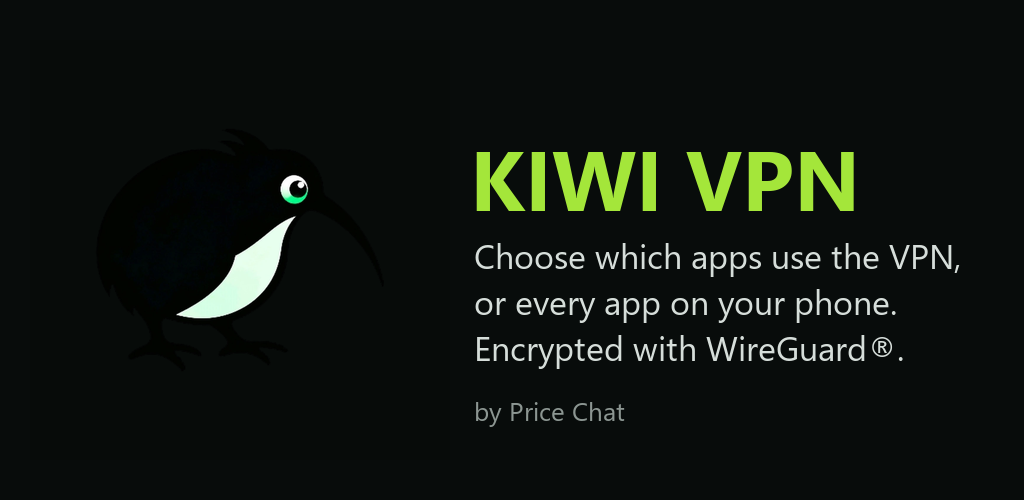 KIWI VPN
Choose which apps use the VPN,
or every app on your phone.
Encrypted with WireGuard®.
by Price Chat